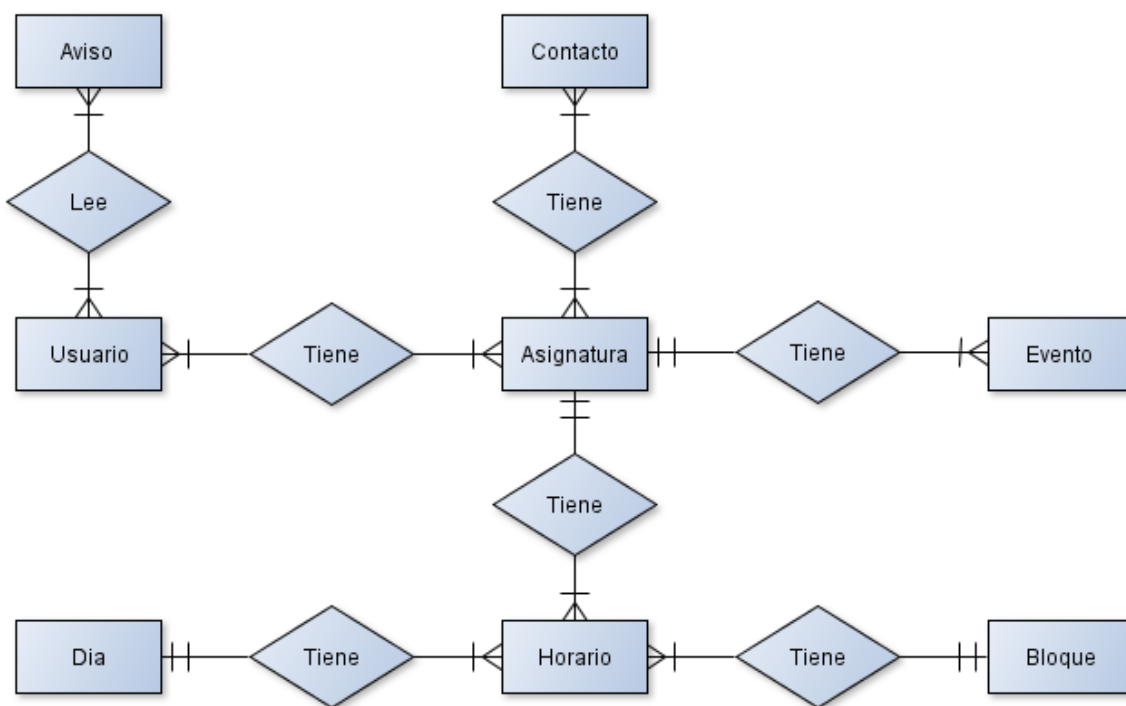 Aviso
Contacto
Lee
Tiene
Usuario
Tiene
Asignatura
Tiene
Evento
Tiene
Dia
Tiene
Horario
Tiene
Bloque